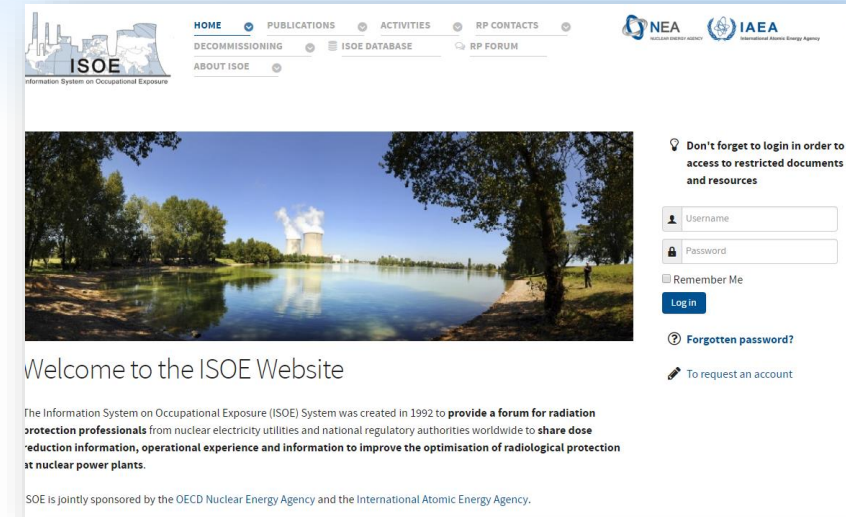 HOME PUBLICATIONS ACTIVITIES RP CONTACTS
DECOMMISSIONING ISOE DATABASE RP FORUM
ABOUT ISOE
ISOE
Information System on Occupational Exposure
NEA
NUCLEAR ENERGY AGENCY
IAEA
International Atomic Energy Agency
Don't forget to login in order to
access to restricted documents
and resources
Username
Password
Remember Me
Log in
Forgotten password?
To request an account
Welcome to the ISOE Website
The Information System on Occupational Exposure (ISOE) System was created in 1992 to provide a forum for radiation
protection professionals from nuclear electricity utilities and national regulatory authorities worldwide to share dose
reduction information, operational experience and information to improve the optimisation of radiological protection
at nuclear power plants.
ISOE is jointly sponsored by the OECD Nuclear Energy Agency and the International Atomic Energy Agency.